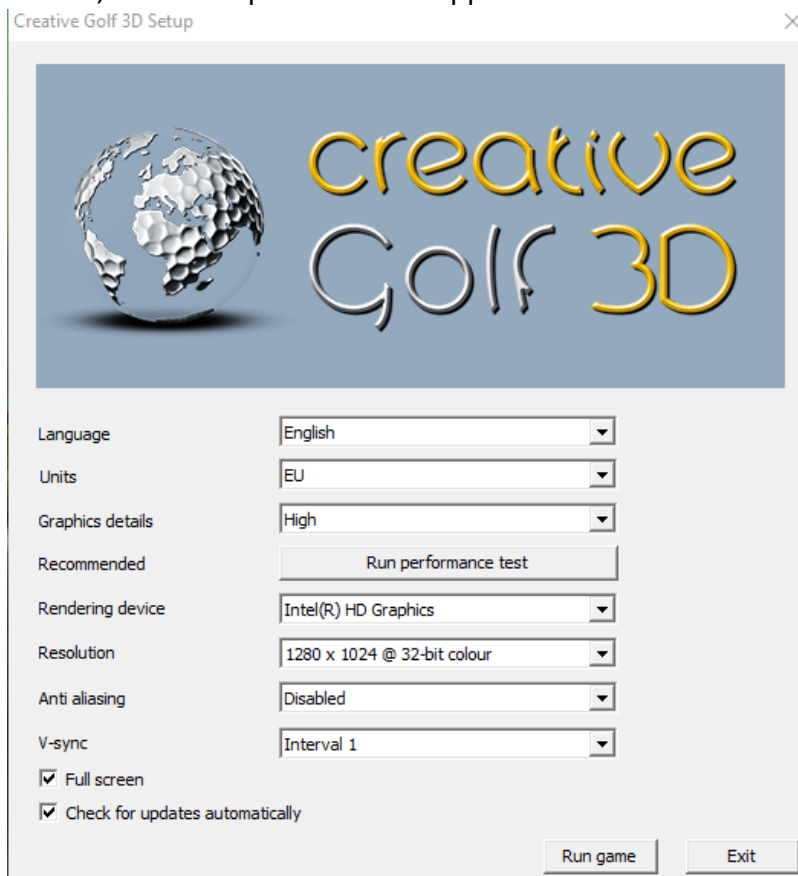 Creative Golf 3D Setup
creative
Golf 3D
Language
English
Units
EU
Graphics details
High
Recommended
Run performance test
Rendering device
Intel(R) HD Graphics
Resolution
1280 x 1024 @ 32-bit colour
Anti aliasing
Disabled
V-sync
Interval 1
Full screen
Check for updates automatically
Run game
Exit